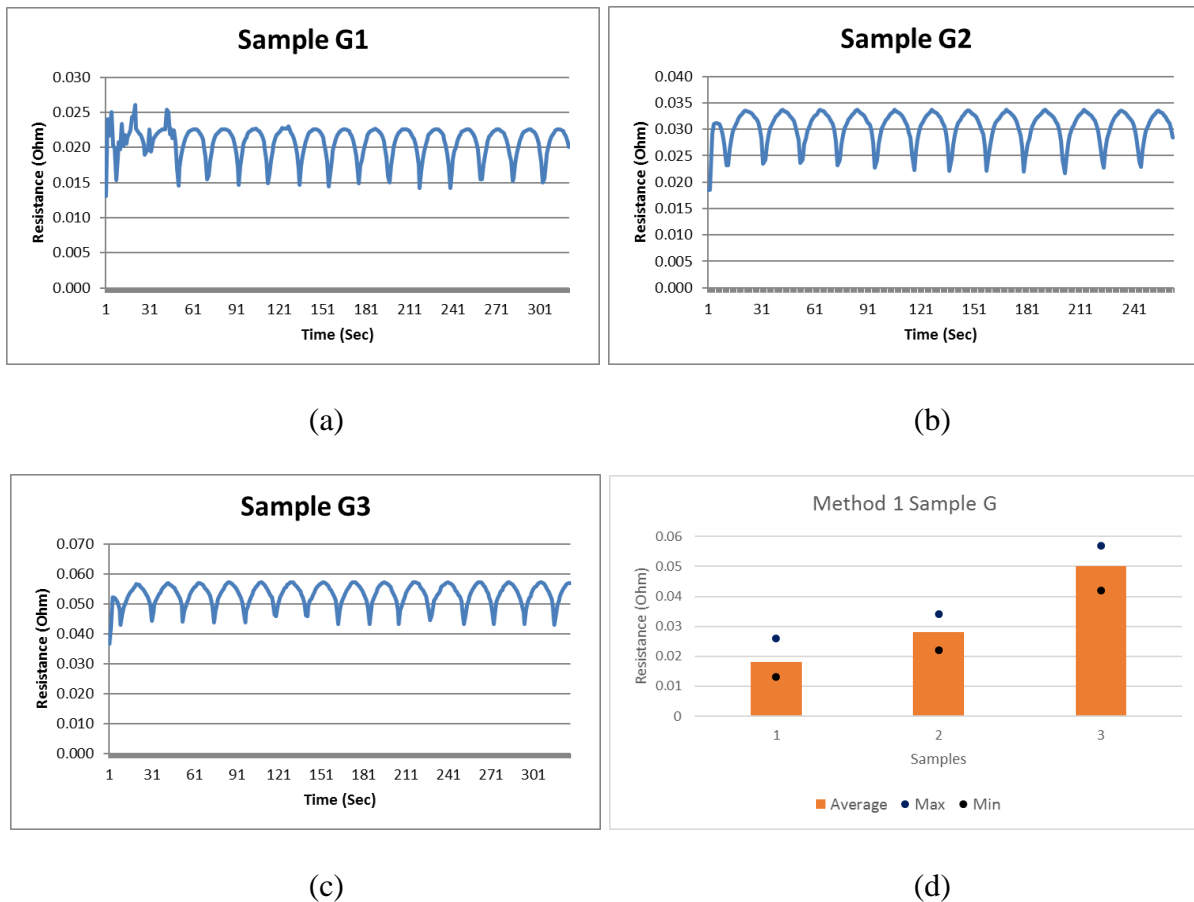 Sample G1
Resistance (Ohm)
0.030
0.025
0.020
0.015
0.010
0.005
0.000
1 31 61 91 121 151 181 211 241 271 301
Time (Sec)
(a)
Sample G2
Resistance (Ohm)
0.040
0.035
0.030
0.025
0.020
0.015
0.010
0.005
0.000
1 31 61 91 121 151 181 211 241
Time (Sec)
(b)
Sample G3
Resistance (Ohm)
0.070
0.060
0.050
0.040
0.030
0.020
0.010
0.000
1 31 61 91 121 151 181 211 241 271 301
Time (Sec)
(c)
Method 1 Sample G
Resistance (Ohm)
0.06
0.05
0.04
0.03
0.02
0.01
0
1 2 3
Samples
Average Max Min
(d)